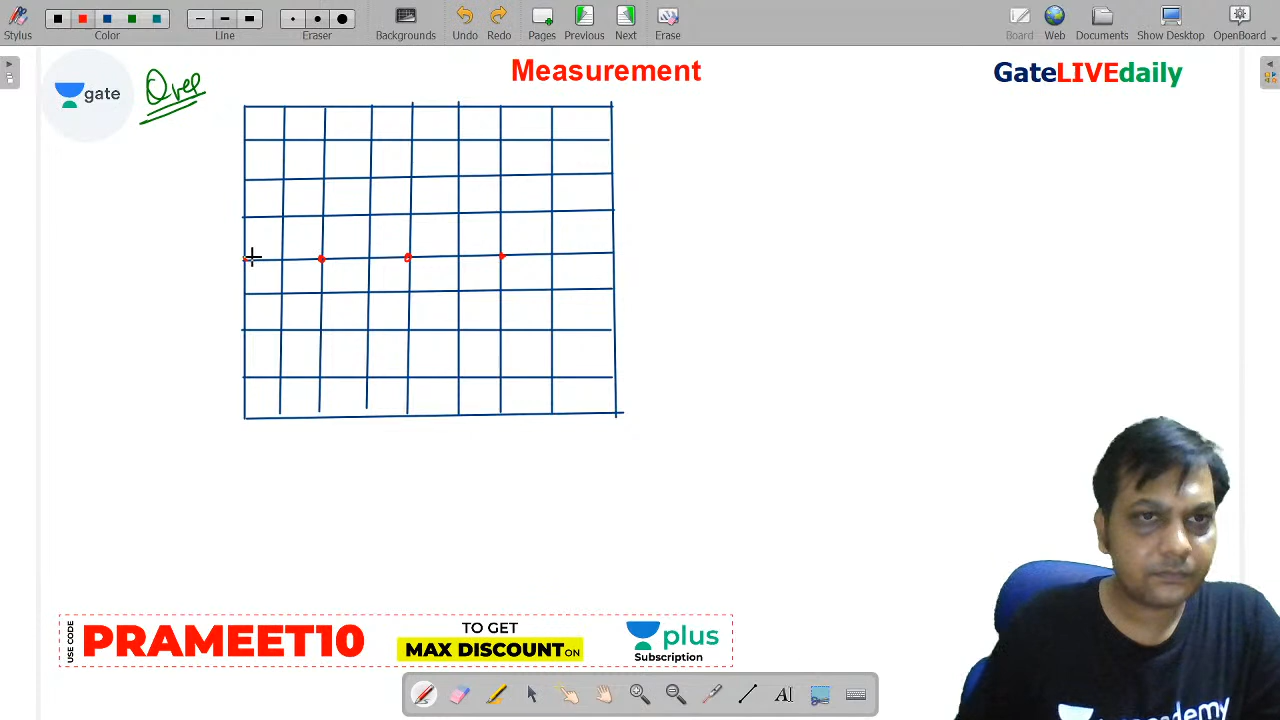 Stylus
Color
Line
Eraser
Backgrounds
Undo
Redo
Pages
Previous
Next
Erase
Board
Web
Documents
Show Desktop
OpenBoard
gate
Measurement
GateLIVEdaily
USE CODE
PRAMEET10
TO GET
MAX DISCOUNT ON
plus
Subscription